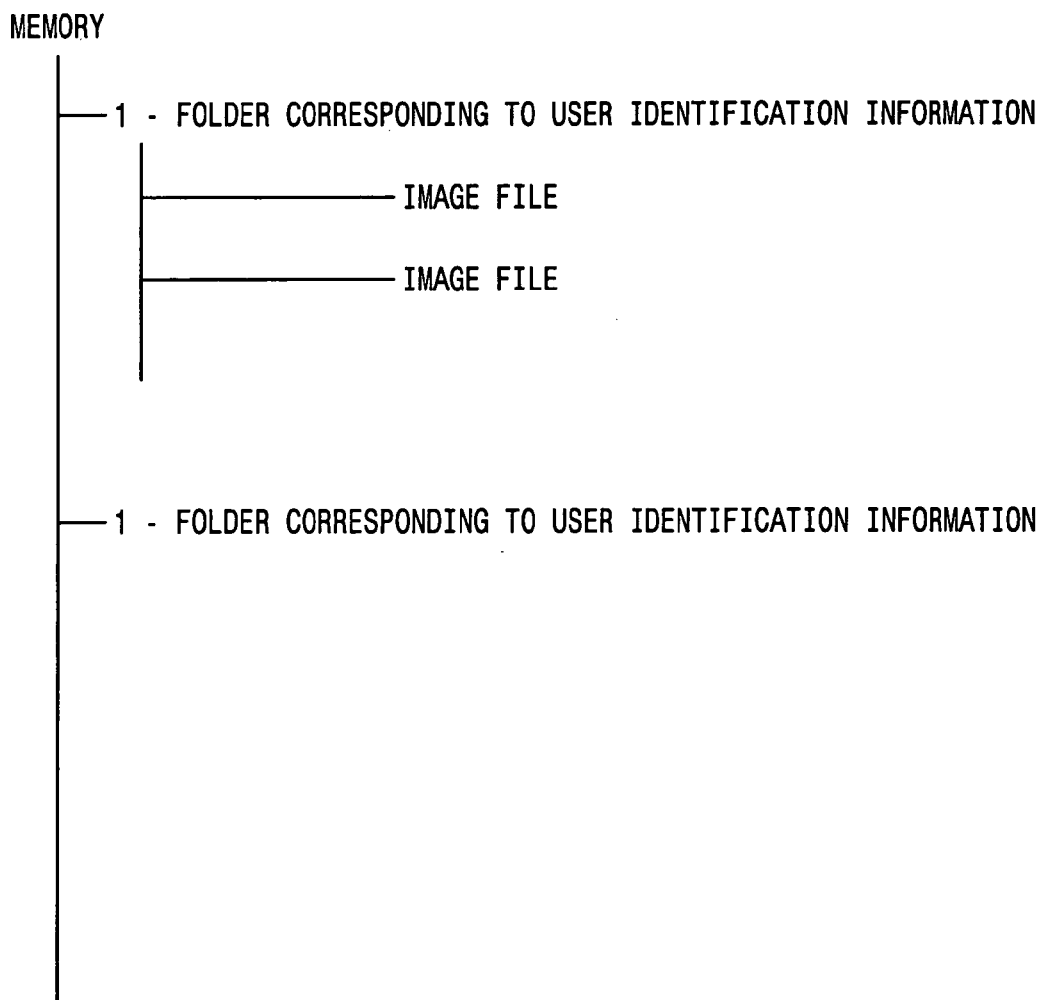 MEMORY
1 - FOLDER CORRESPONDING TO USER IDENTIFICATION INFORMATION
IMAGE FILE
IMAGE FILE
1 - FOLDER CORRESPONDING TO USER IDENTIFICATION INFORMATION